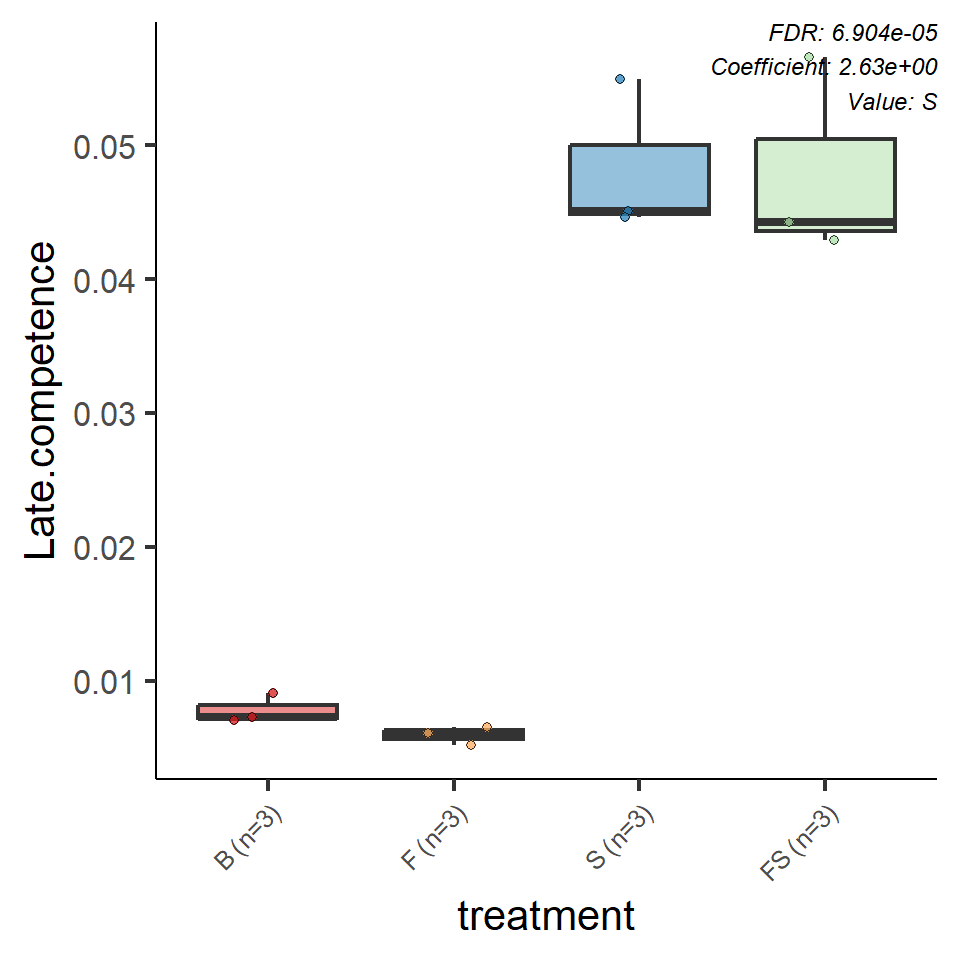 FDR: 6.904e-05
Coefficient: 2.63e+00
Value: S
Late.competence
0.05
0.04
0.03
0.02
0.01
B (n=3)
F (n=3)
S (n=3)
FS (n=3)
treatment